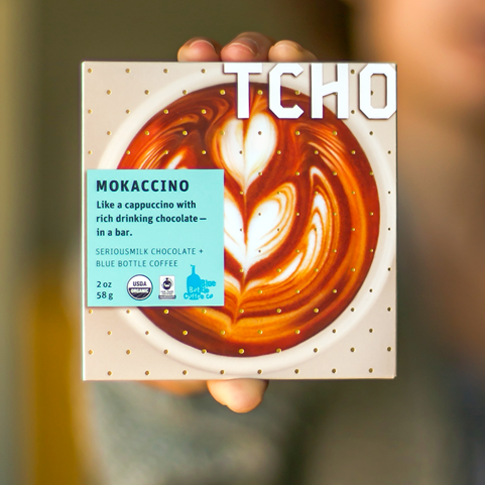 TCHO
MOKACCINO
Like a cappuccino with
rich drinking chocolate—
in a bar.
SERIOUSMILK CHOCOLATE +
BLUE BOTTLE COFFEE
2 oz
58 g
USDA
ORGANIC